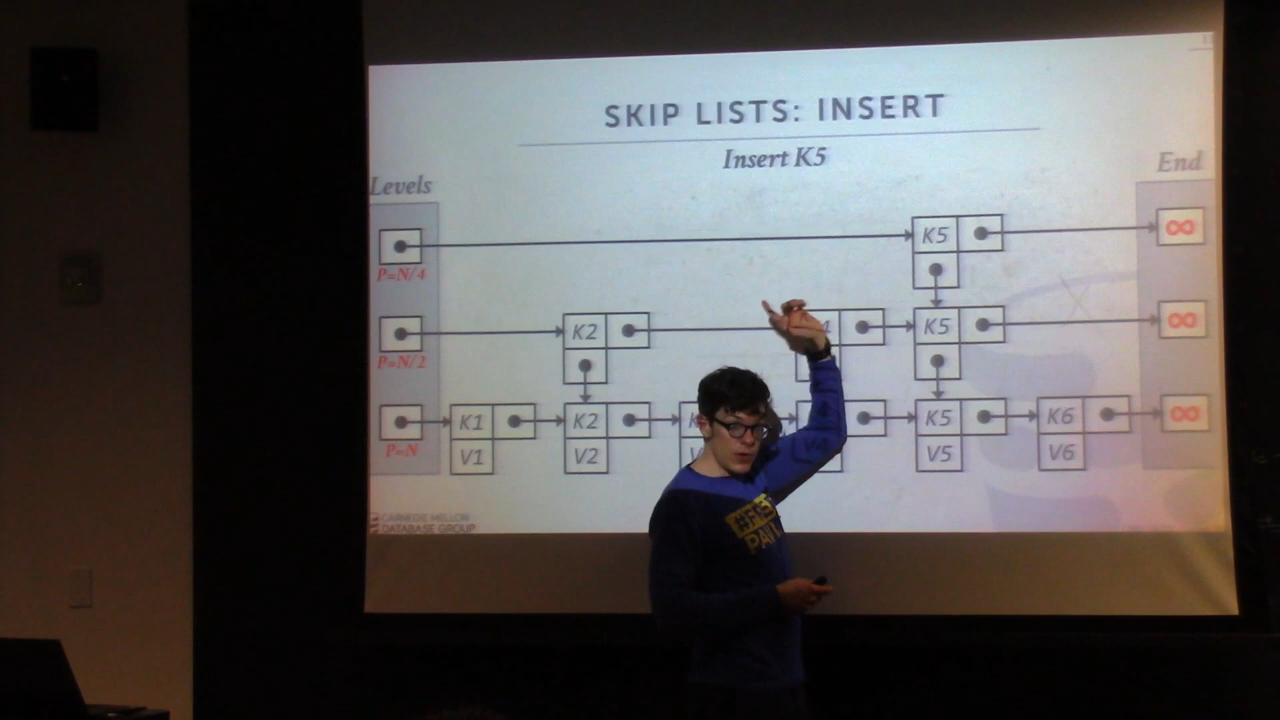 SKIP LISTS: INSERT
Insert K5
Levels
End
K5
∞
P=N/4
K2
K5
∞
P=N/2
K1
K2
K5
K6
∞
P=N
V1
V2
V5
V6
CARNEGIE MELLON
DATABASE GROUP